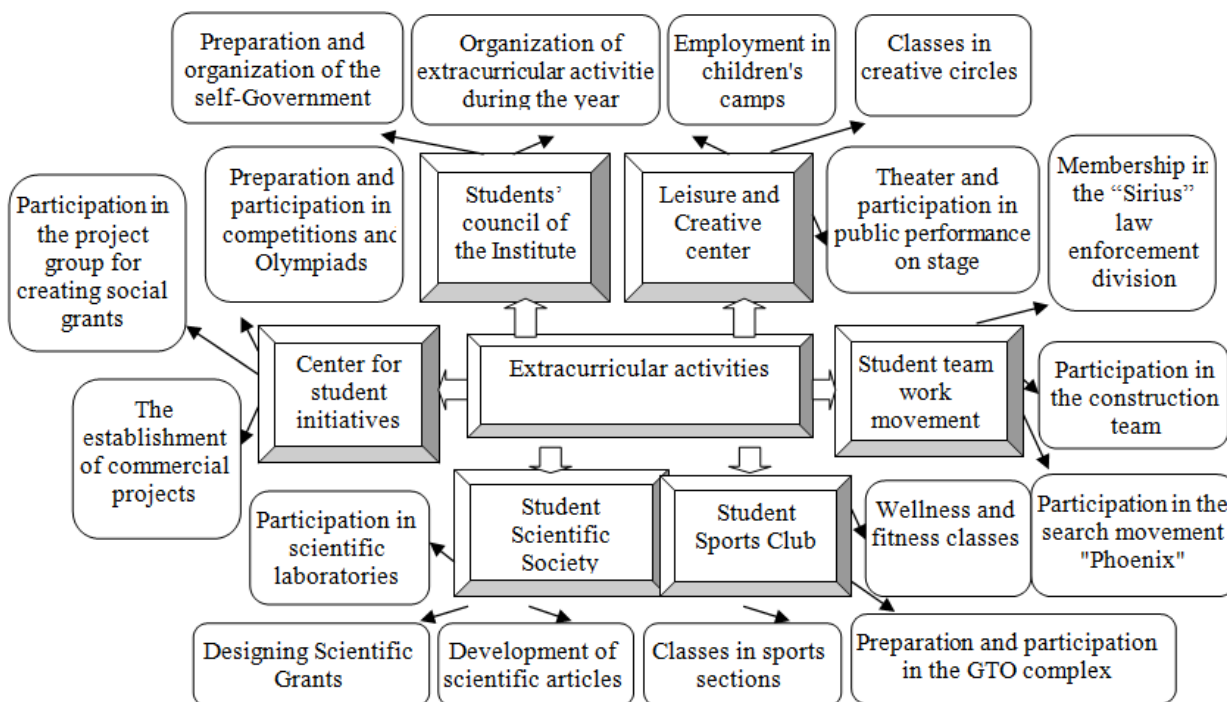 Preparation and
organization of the
self-Government
Organization of
extracurricular activitie
during the year
Employment in
children's
camps
Classes in
creative circles
Participation in
the project
group for
creating social
grants
Preparation and
participation in
competitions and
Olympiads
Students’
council of
the Institute
Leisure and
Creative
center
Theater and
participation in
public performance
on stage
Membership in
the “Sirius”
law
enforcement
division
The
establishment
of commercial
projects
Center for
student
initiatives
Extracurricular activities
Student team
work
movement
Participation in
the construction
team
Participation in
scientific
laboratories
Student
Scientific
Society
Student
Sports Club
Wellness and
fitness classes
Participation in the
search movement
"Phoenix"
Designing Scientific
Grants
Development of
scientific articles
Classes in sports
sections
Preparation and participation
in the GTO complex